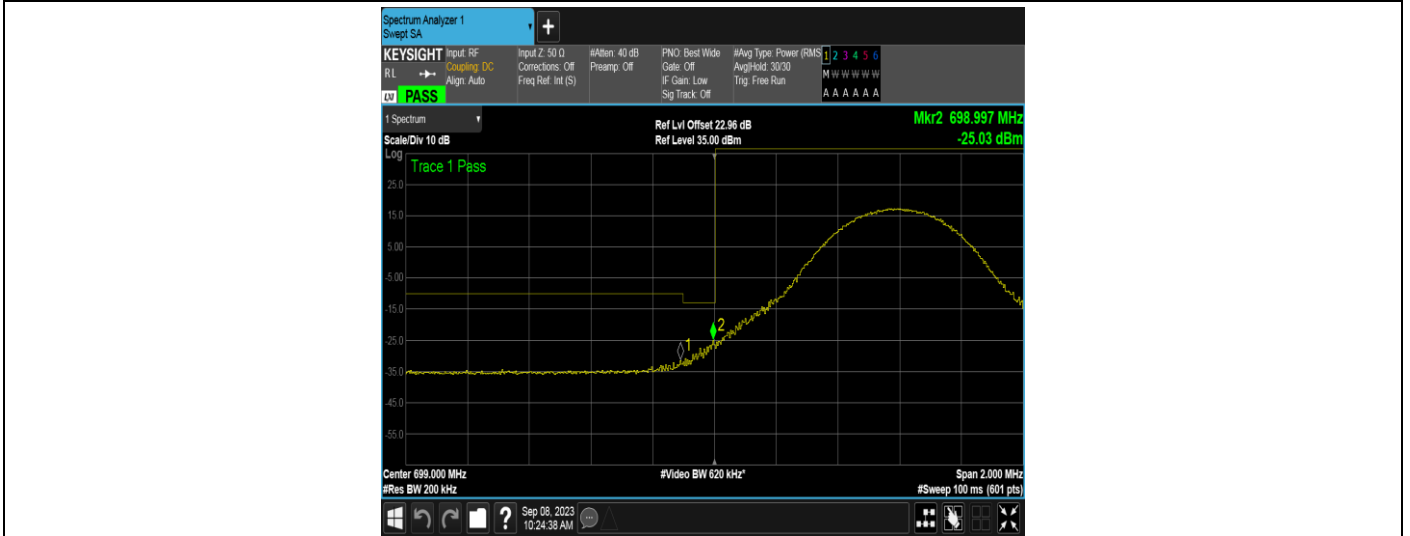 Spectrum Analyzer 1
Swept SA
+
KEYSIGHT Input: RF Input Z: 50 Ω #Atten: 40 dB PNO: Best Wide #Avg Type: Power (RMS 1 2 3 4 5 6
RL Coupling: DC Corrections: Off Preamp: Off Gate: Off Avg|Hold: 30/30 M W W W W W
Align: Auto Freq Ref: Int (S) IF Gain: Low Trig: Free Run
Sig Track: Off A A A A A A
LXI PASS
1 Spectrum Ref Lvl Offset 22.96 dB Mkr2 698.997 MHz
Scale/Div 10 dB Ref Level 35.00 dBm -25.03 dBm
Log
Trace 1 Pass
25.0
15.0
5.00
-5.00
-15.0
2
-25.0
1
-35.0
-45.0
-55.0
Center 699.000 MHz #Video BW 620 kHz* Span 2.000 MHz
#Res BW 200 kHz #Sweep 100 ms (601 pts)
? Sep 08, 2023
10:24:38 AM